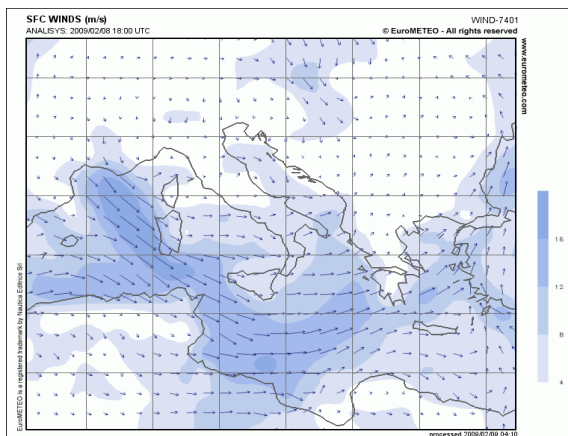 SFC WINDS (m/s)
WIND-7401
ANALISYS: 2009/02/08 18:00 UTC
© EuroMETEO - All rights reserved
www.eurometeo.com
EuroMETEO is a registered trademark by Nautica Editrice Srl
16
12
8
4
processed 2009/02/09 04:10